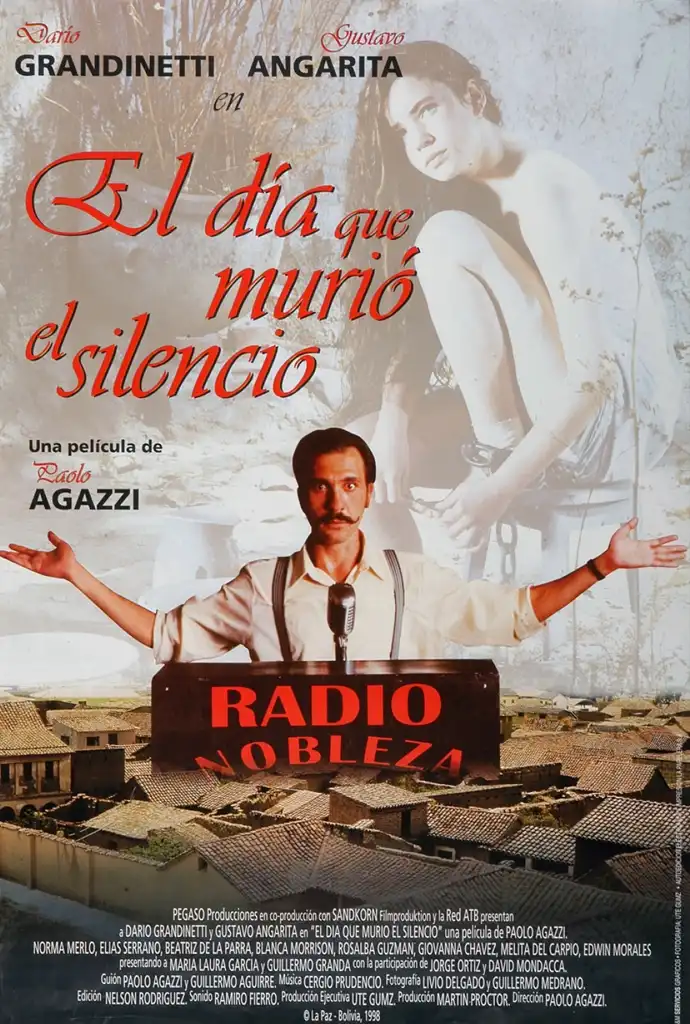 Darío Gustavo
GRANDINETTI ANGARITA
en
El día que
murió
el silencio
Una película de
Paolo
AGAZZI
RADIO
NOBLEZA
PEGASO Producciones en co-producción con SANDKORN Filmproduktion y la Red ATB presentan
a DARIO GRANDINETTI y GUSTAVO ANGARITA en "EL DIA QUE MURIO EL SILENCIO" una película de PAOLO AGAZZI.
NORMA MERLO, ELIAS SERRANO, BEATRIZ DE LA PARRA, BLANCA MORRISON, ROSALBA GUZMAN, GIOVANNA CHAVEZ, MELITA DEL CARPIO, EDWIN MORALES
presentando a MARIA LAURA GARCIA y GUILLERMO GRANDA con la participación de JORGE ORTIZ y DAVID MONDACCA.
Guión PAOLO AGAZZI y GUILLERMO AGUIRRE. Música CERGIO PRUDENCIO. Fotografía LIVIO DELGADO y GUILLERMO MEDRANO.
Edición NELSON RODRIGUEZ. Sonido RAMIRO FIERRO. Producción Ejecutiva UTE GUMZ. Producción MARTIN PROCTOR. Dirección PAOLO AGAZZI.
© La Paz - Bolivia, 1998
SERVICIOS GRAFICOS • FOTOGRAFIA: UTE GUMZ •